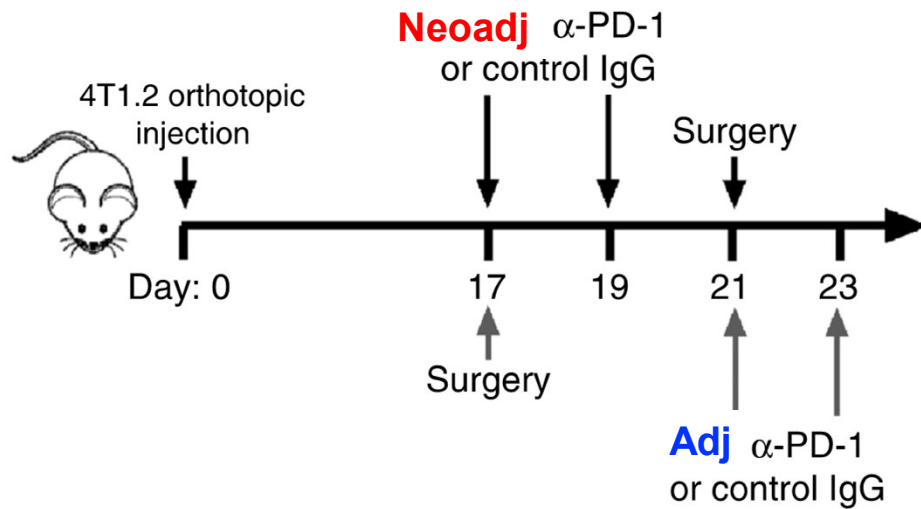 Neoadj α-PD-1
or control IgG
4T1.2 orthotopic
injection
Surgery
Day: 0 17 19 21 23
Surgery
Adj α-PD-1
or control IgG